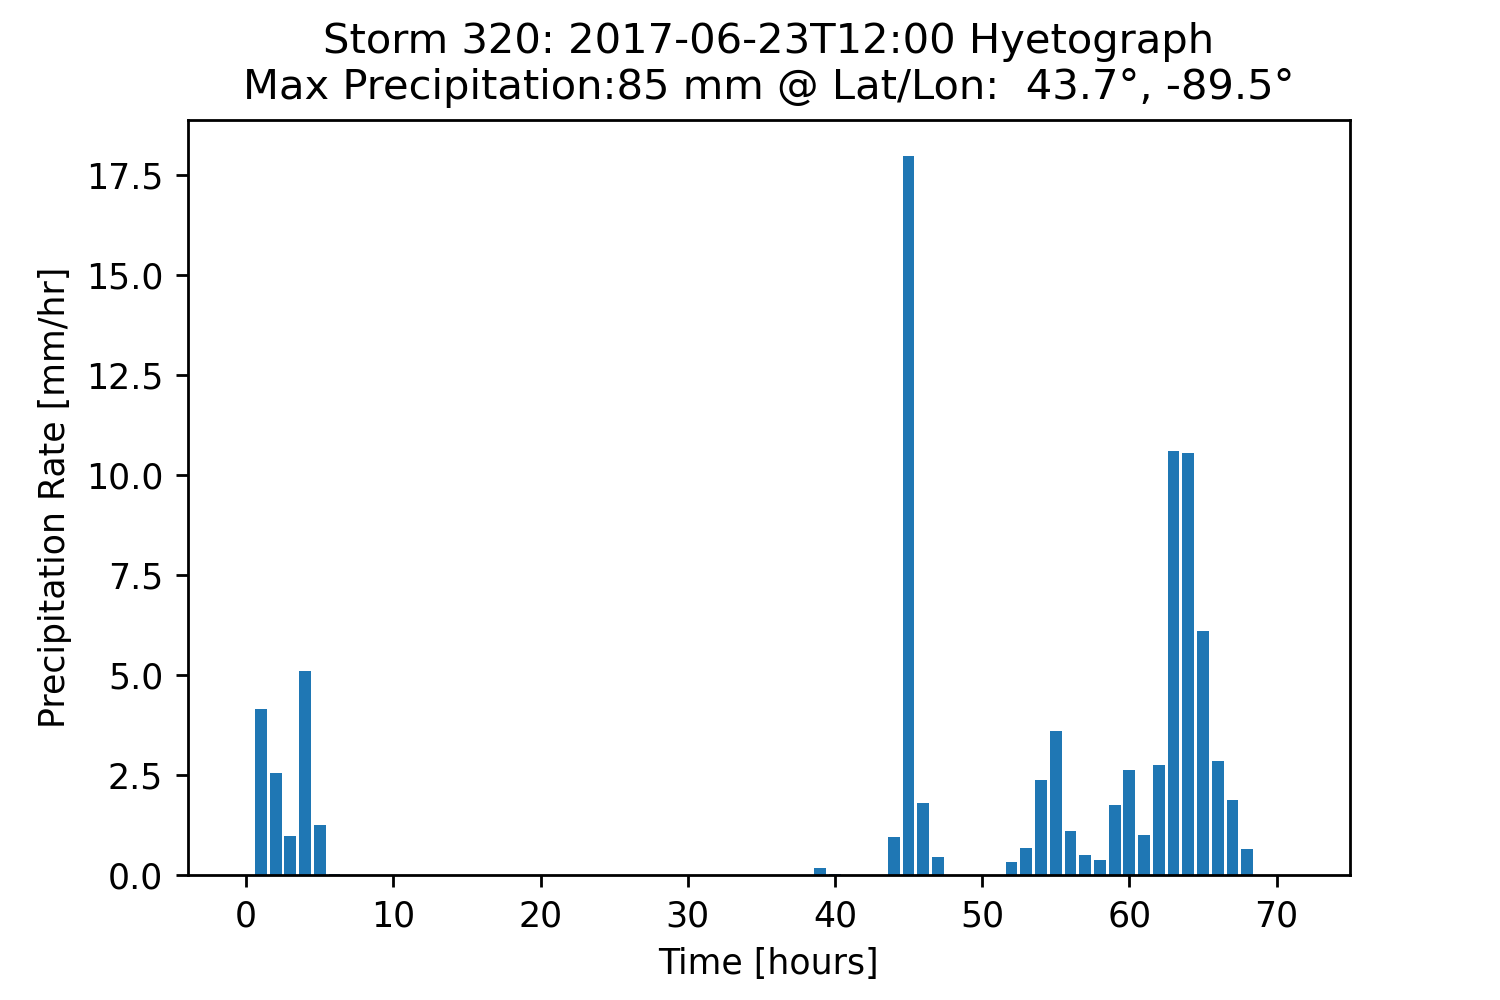 Storm 320: 2017-06-23T12:00 Hyetograph
Max Precipitation:85 mm @ Lat/Lon:  43.7°, -89.5°
Precipitation Rate [mm/hr]
17.5
15.0
12.5
10.0
7.5
5.0
2.5
0.0
0 10 20 30 40 50 60 70
Time [hours]